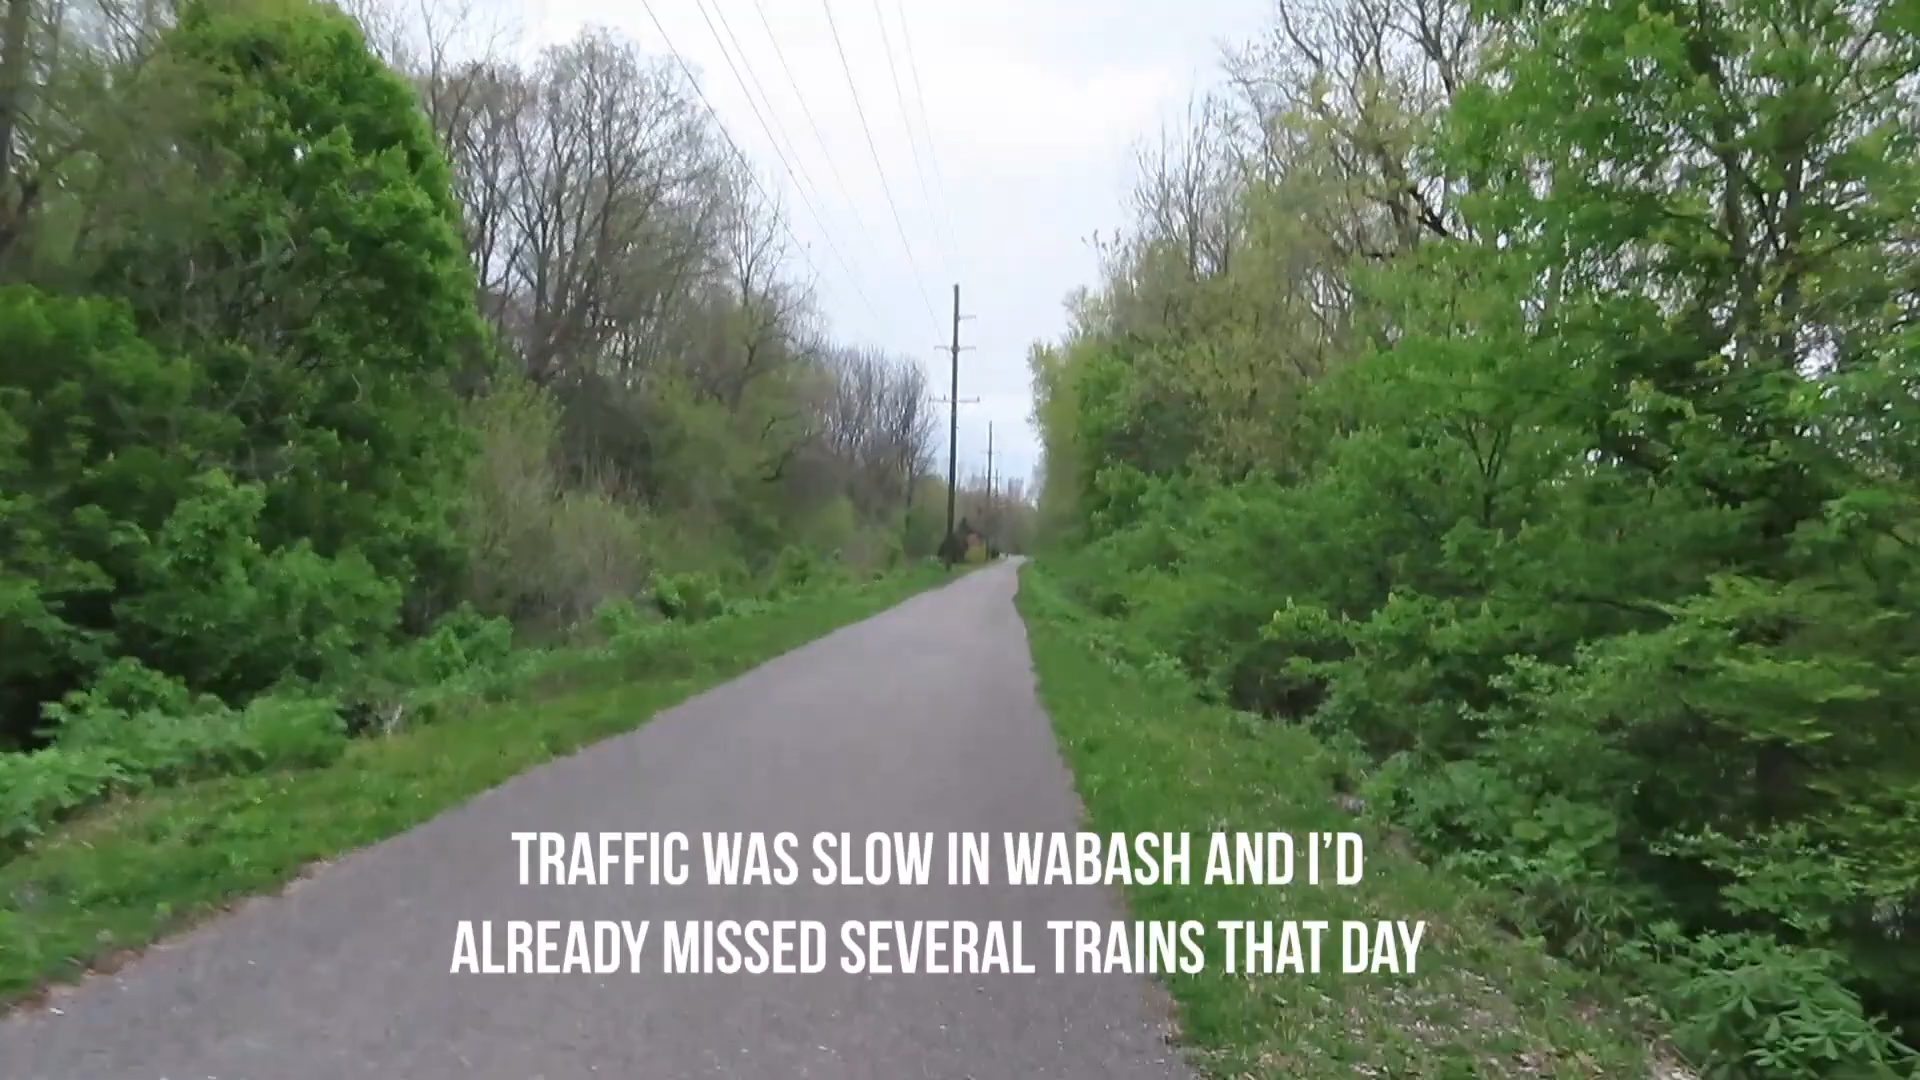 TRAFFIC WAS SLOW IN WABASH AND I’D
ALREADY MISSED SEVERAL TRAINS THAT DAY